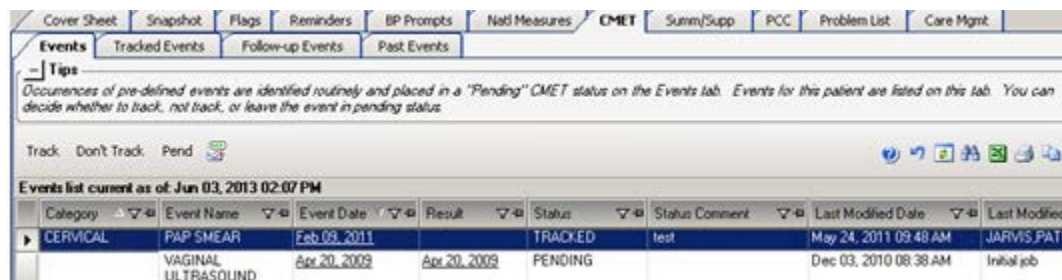 Cover Sheet Snapshot Flags Reminders BP Prompts Natl Measures CMET Summ/Supp PCC Problem List Care Mgmt
Events Tracked Events Follow-up Events Past Events
Tips
Occurrences of pre-defined events are identified routinely and placed in a "Pending" CMET status on the Events tab. Events for this patient are listed on this tab. You can
decide whether to track, not track, or leave the event in pending status.
Track Don't Track Pend
Events list current as of: Jun 03, 2013 02:07 PM
Category Event Name Event Date Result Status Status Comment Last Modified Date Last Modifie
CERVICAL PAP SMEAR Feb 09, 2011 TRACKED test May 24, 2011 09:48 AM JARVIS,PAT
VAGINAL Apr 20, 2009 Apr 20, 2009 PENDING Dec 03, 2010 08:38 AM Initial job
ULTRASOUND